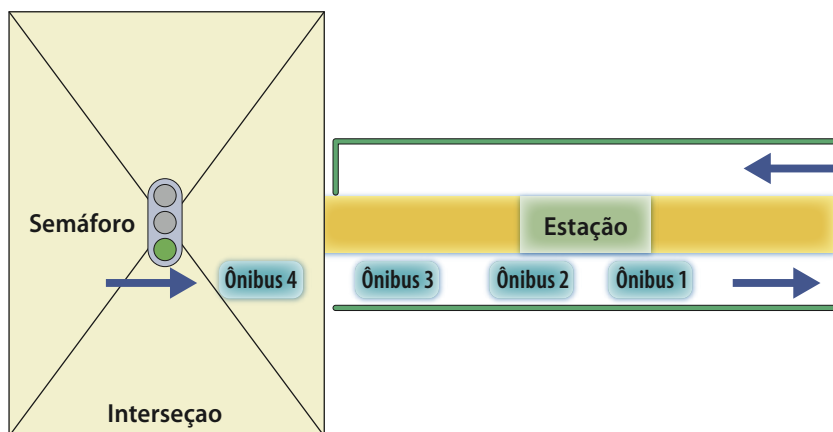 Semáforo
Estação
Ônibus 4
Ônibus 3
Ônibus 2
Ônibus 1
Interseçao